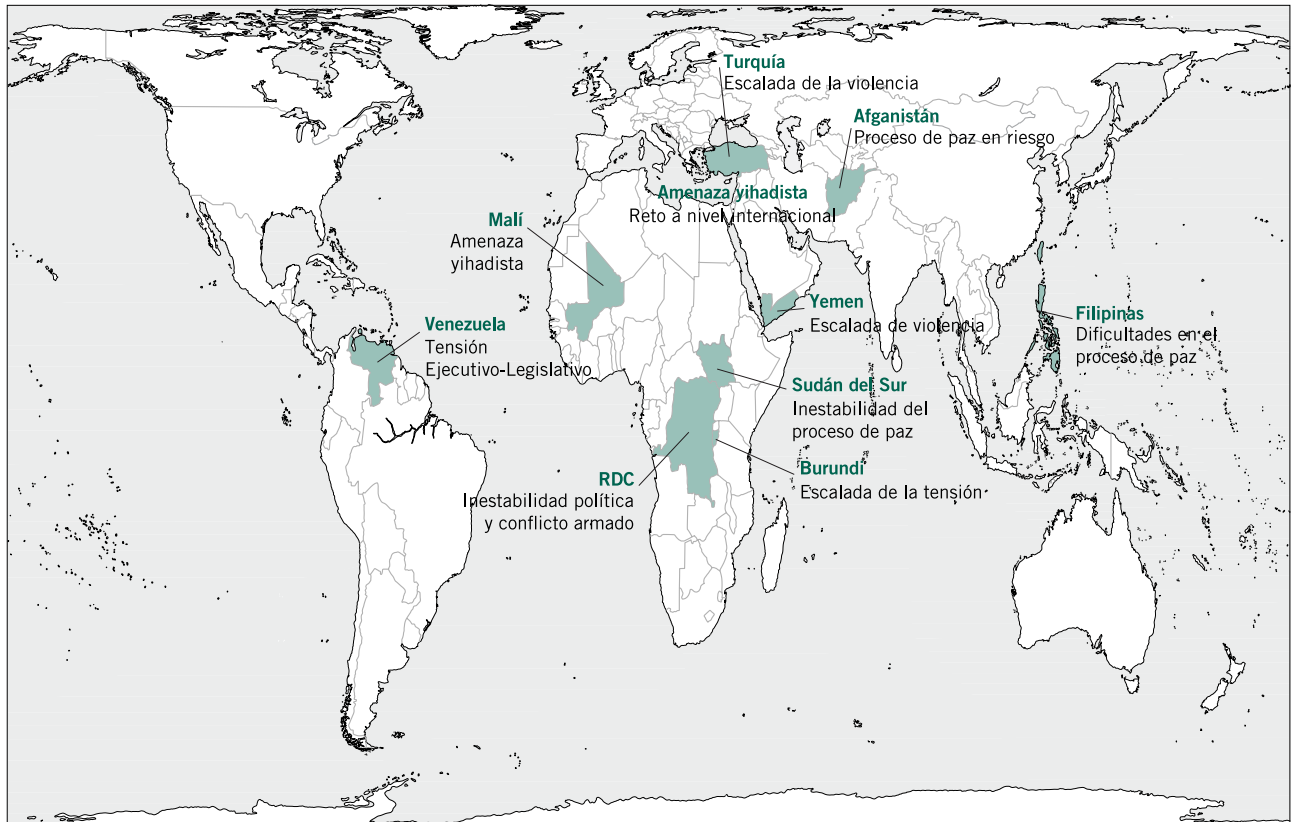 Turquía
Escalada de la violencia
Afganistán
Proceso de paz en riesgo
Amenaza yihadista
Reto a nivel internacional
Malí
Amenaza
yihadista
Yemen
Escalada de violencia
Filipinas
Dificultades en el
proceso de paz
Venezuela
Tensión
Ejecutivo-Legislativo
Sudán del Sur
Inestabilidad del
proceso de paz
Burundi
Escalada de la tensión
RDC
Inestabilidad política
y conflicto armado